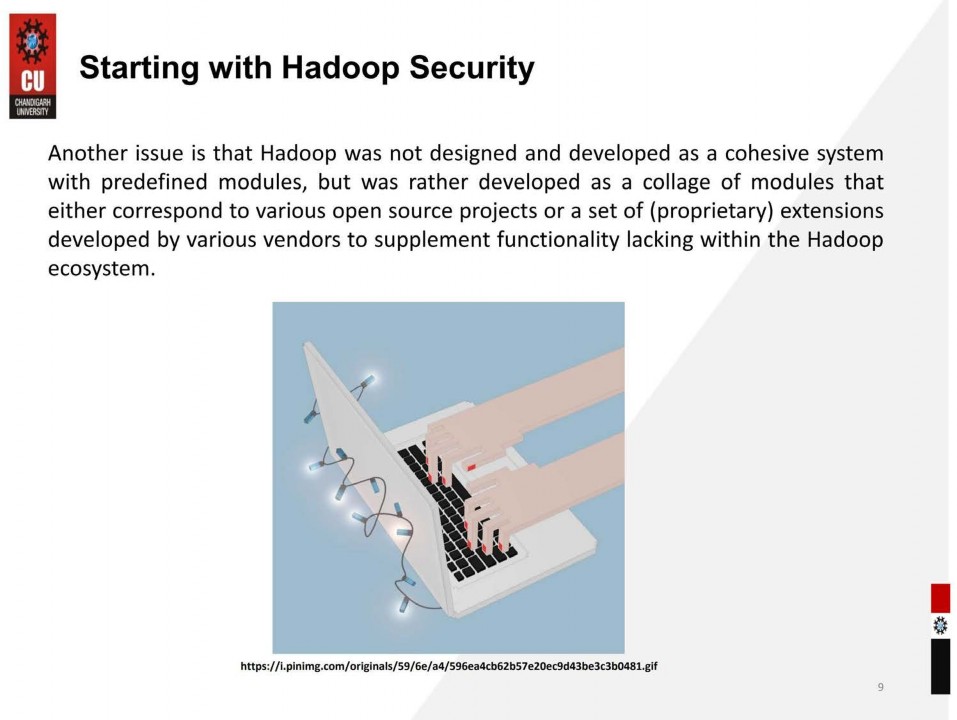 CU
CHANDIGARH
UNIVERSITY
Starting with Hadoop Security
Another issue is that Hadoop was not designed and developed as a cohesive system
with predefined modules, but was rather developed as a collage of modules that
either correspond to various open source projects or a set of (proprietary) extensions
developed by various vendors to supplement functionality lacking within the Hadoop
ecosystem.
https://i.pinimg.com/originals/59/6e/a4/596ea4cb62b57e20ec9d43be3c3b0481.gif
9